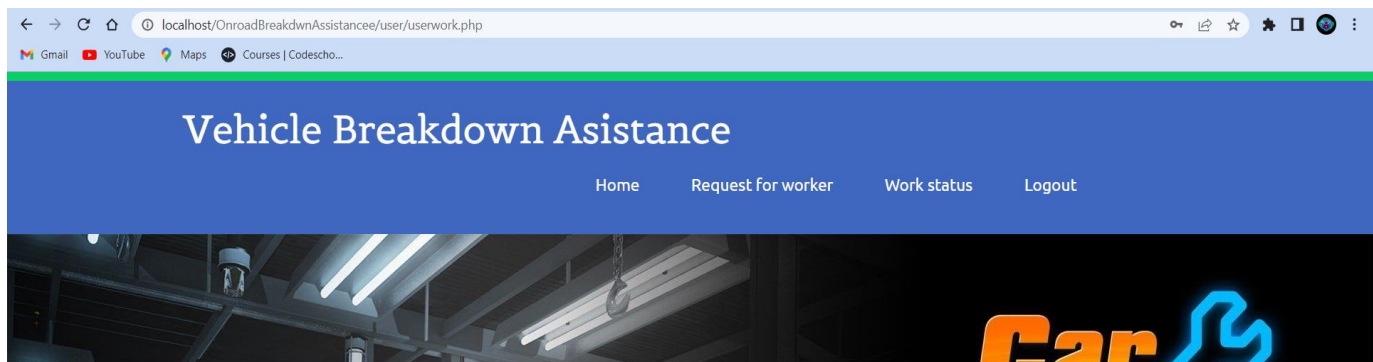 localhost/OnroadBreakdwnAssistancee/user/userwork.php
Gmail YouTube Maps Courses | Codescho...
Vehicle Breakdown Asistance
Home Request for worker Work status Logout
Car